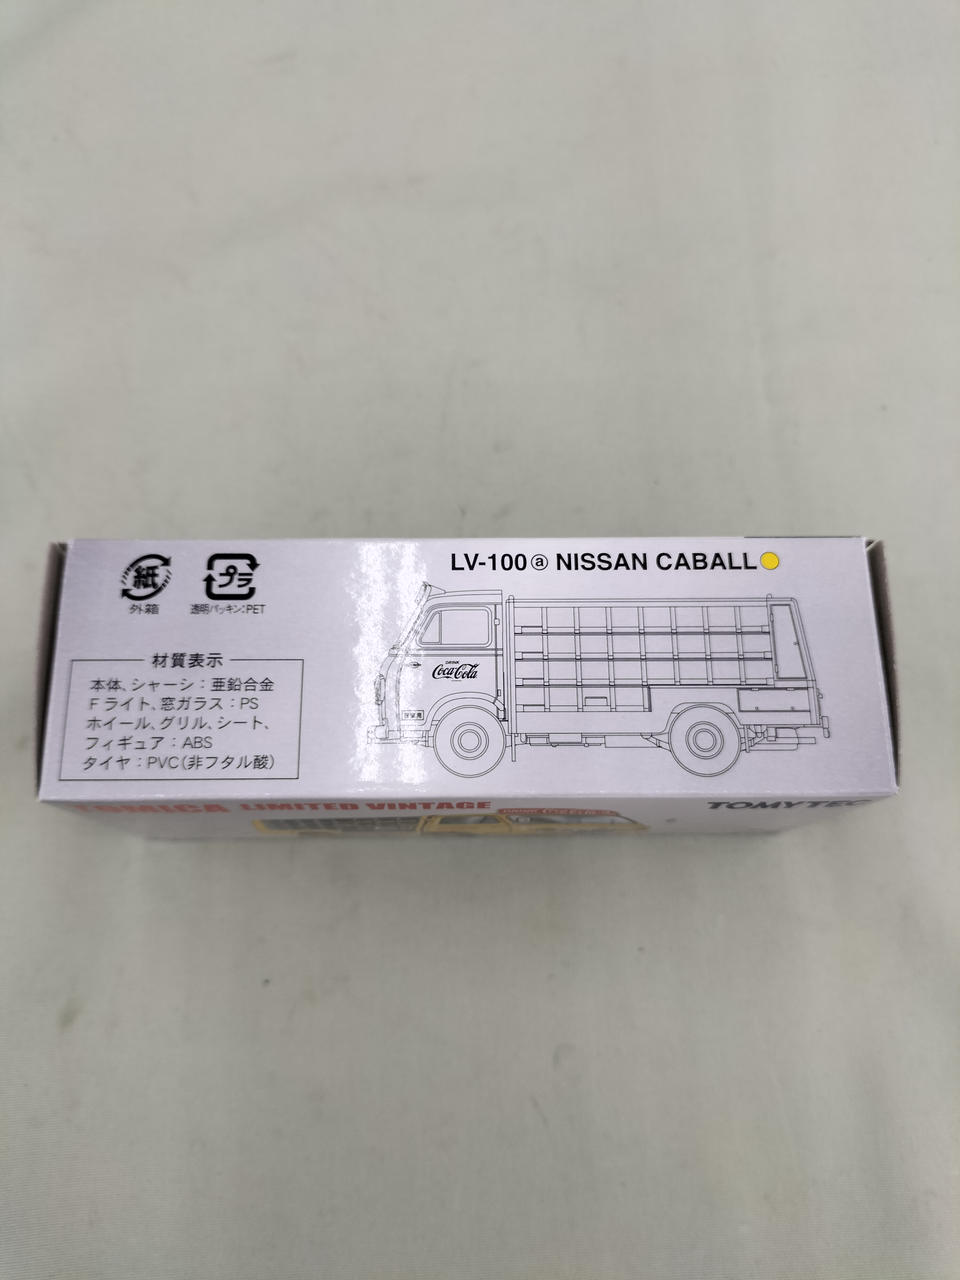 紙
外箱
プラ
透明パッキン:PET
LV-100ⓐ NISSAN CABALL
材質表示
本体、シャーシ:亜鉛合金
Fライト、窓ガラス:PS
ホイール、グリル、シート、
フィギュア:ABS
タイヤ:PVC(非フタル酸)
DRINK
Coca-Cola
TOMICA LIMITED VINTAGE
TOMYTEC